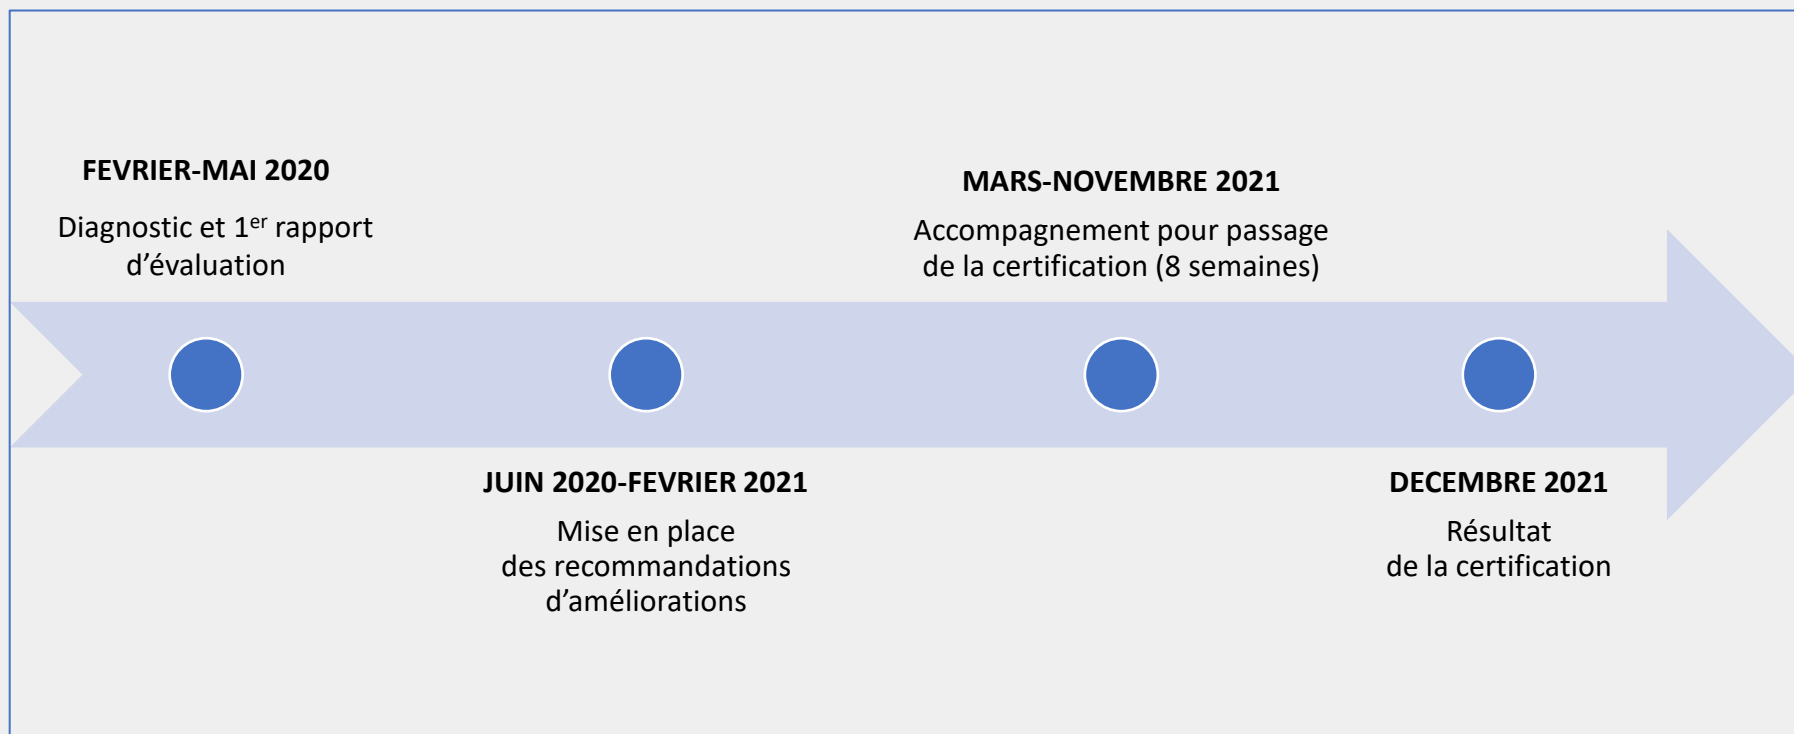 FEVRIER-MAI 2020
Diagnostic et 1er rapport
d’évaluation
JUIN 2020-FEVRIER 2021
Mise en place
des recommandations
d’améliorations
MARS-NOVEMBRE 2021
Accompagnement pour passage
de la certification (8 semaines)
DECEMBRE 2021
Résultat
de la certification